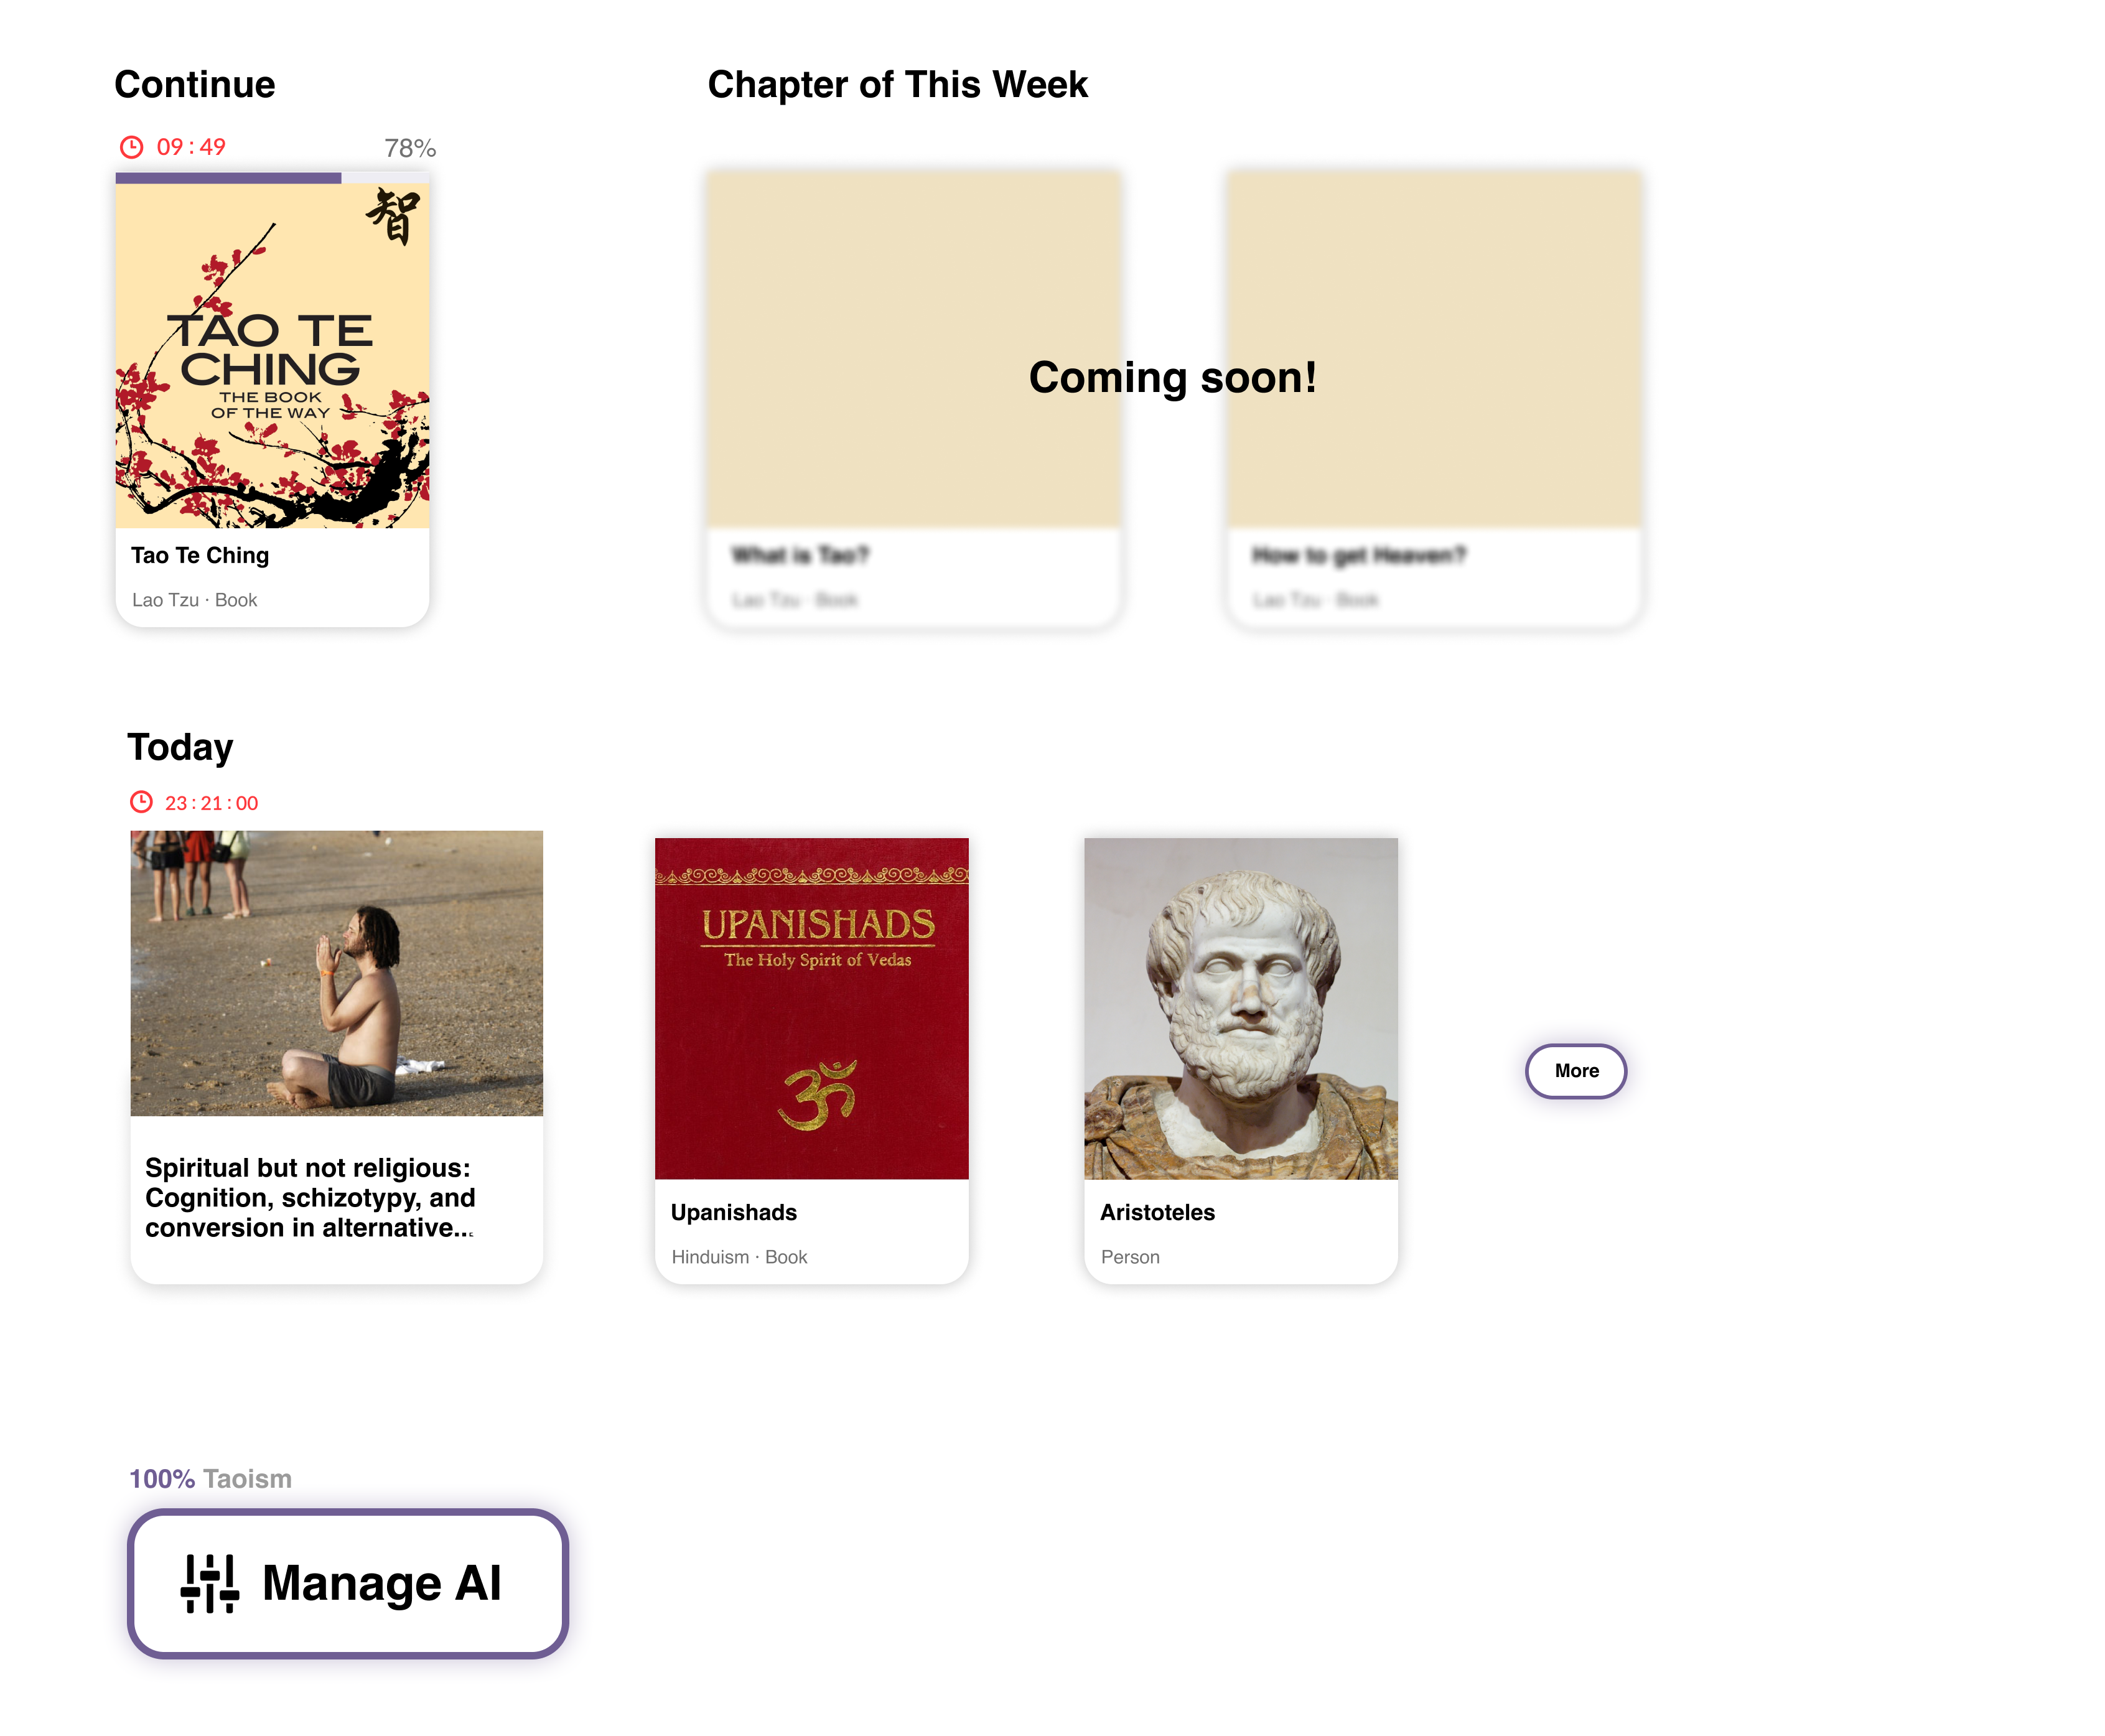 Continue
Chapter of This Week
09 : 49
78%
智
TAO TE
CHING
THE BOOK
OF THE WAY
Tao Te Ching
Lao Tzu · Book
Coming soon!
What is Tao?
Lao Tzu · Book
How to get Heaven?
Lao Tzu · Book
Today
23 : 21 : 00
Spiritual but not religious:
Cognition, schizotypy, and
conversion in alternative...
UPANISHADS
The Holy Spirit of Vedas
ॐ
Upanishads
Hinduism · Book
Aristoteles
Person
More
100% Taoism
Manage AI